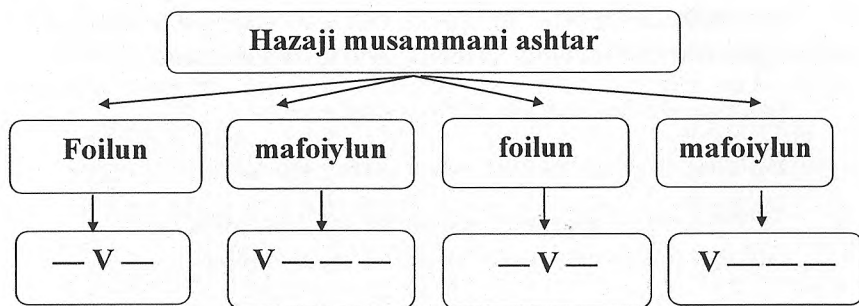 Hazaji musammani ashtar
Foilun mafoiylun foilun mafoiylun
— V — V — — — — V — V — — —